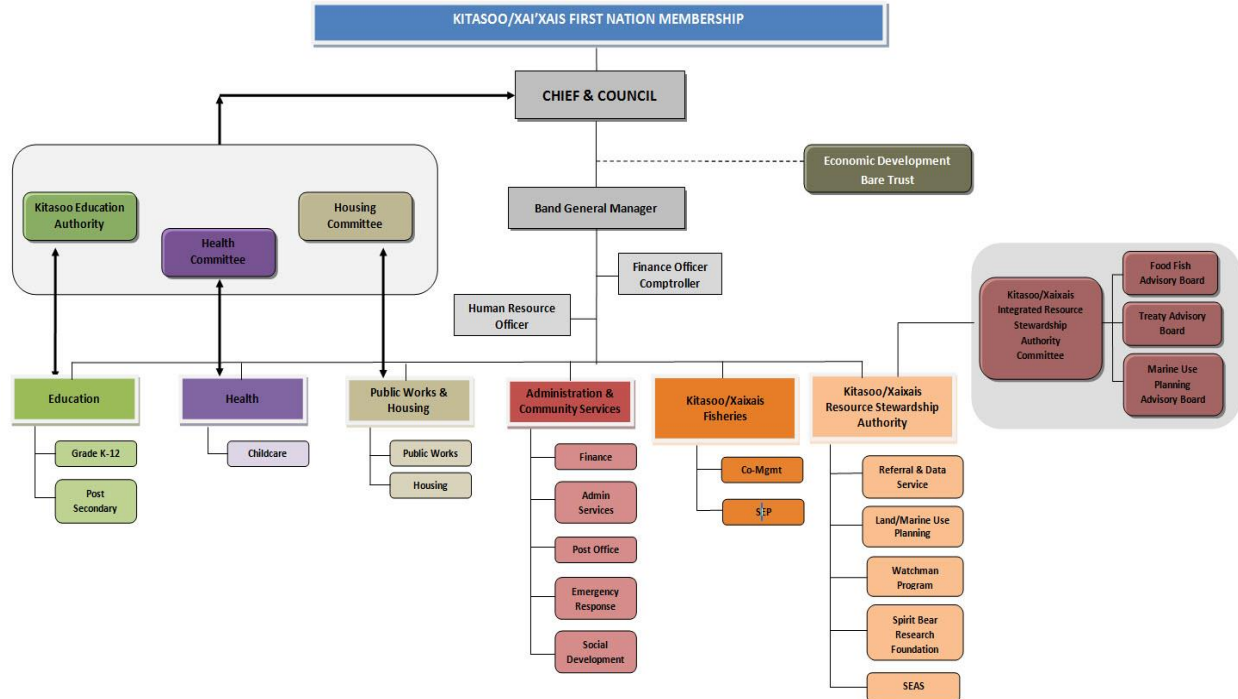 KITASOO/XAI'XAIS FIRST NATION MEMBERSHIP
CHIEF & COUNCIL
Economic Development
Bare Trust
Kitasoo Education
Authority
Housing
Committee
Health
Committee
Band General Manager
Finance Officer
Comptroller
Human Resource
Officer
Kitasoo/Xaixais
Integrated Resource
Stewardship
Authority
Committee
Food Fish
Advisory Board
Treaty Advisory
Board
Marine Use
Planning
Advisory Board
Education
Grade K-12
Post
Secondary
Health
Childcare
Public Works &
Housing
Public Works
Housing
Administration &
Community Services
Finance
Admin
Services
Post Office
Emergency
Response
Social
Development
Kitasoo/Xaixais
Fisheries
Co-Mgmt
SEP
Kitasoo/Xaixais
Resource Stewardship
Authority
Referral & Data
Service
Land/Marine Use
Planning
Watchman
Program
Spirit Bear
Research
Foundation
SEAS